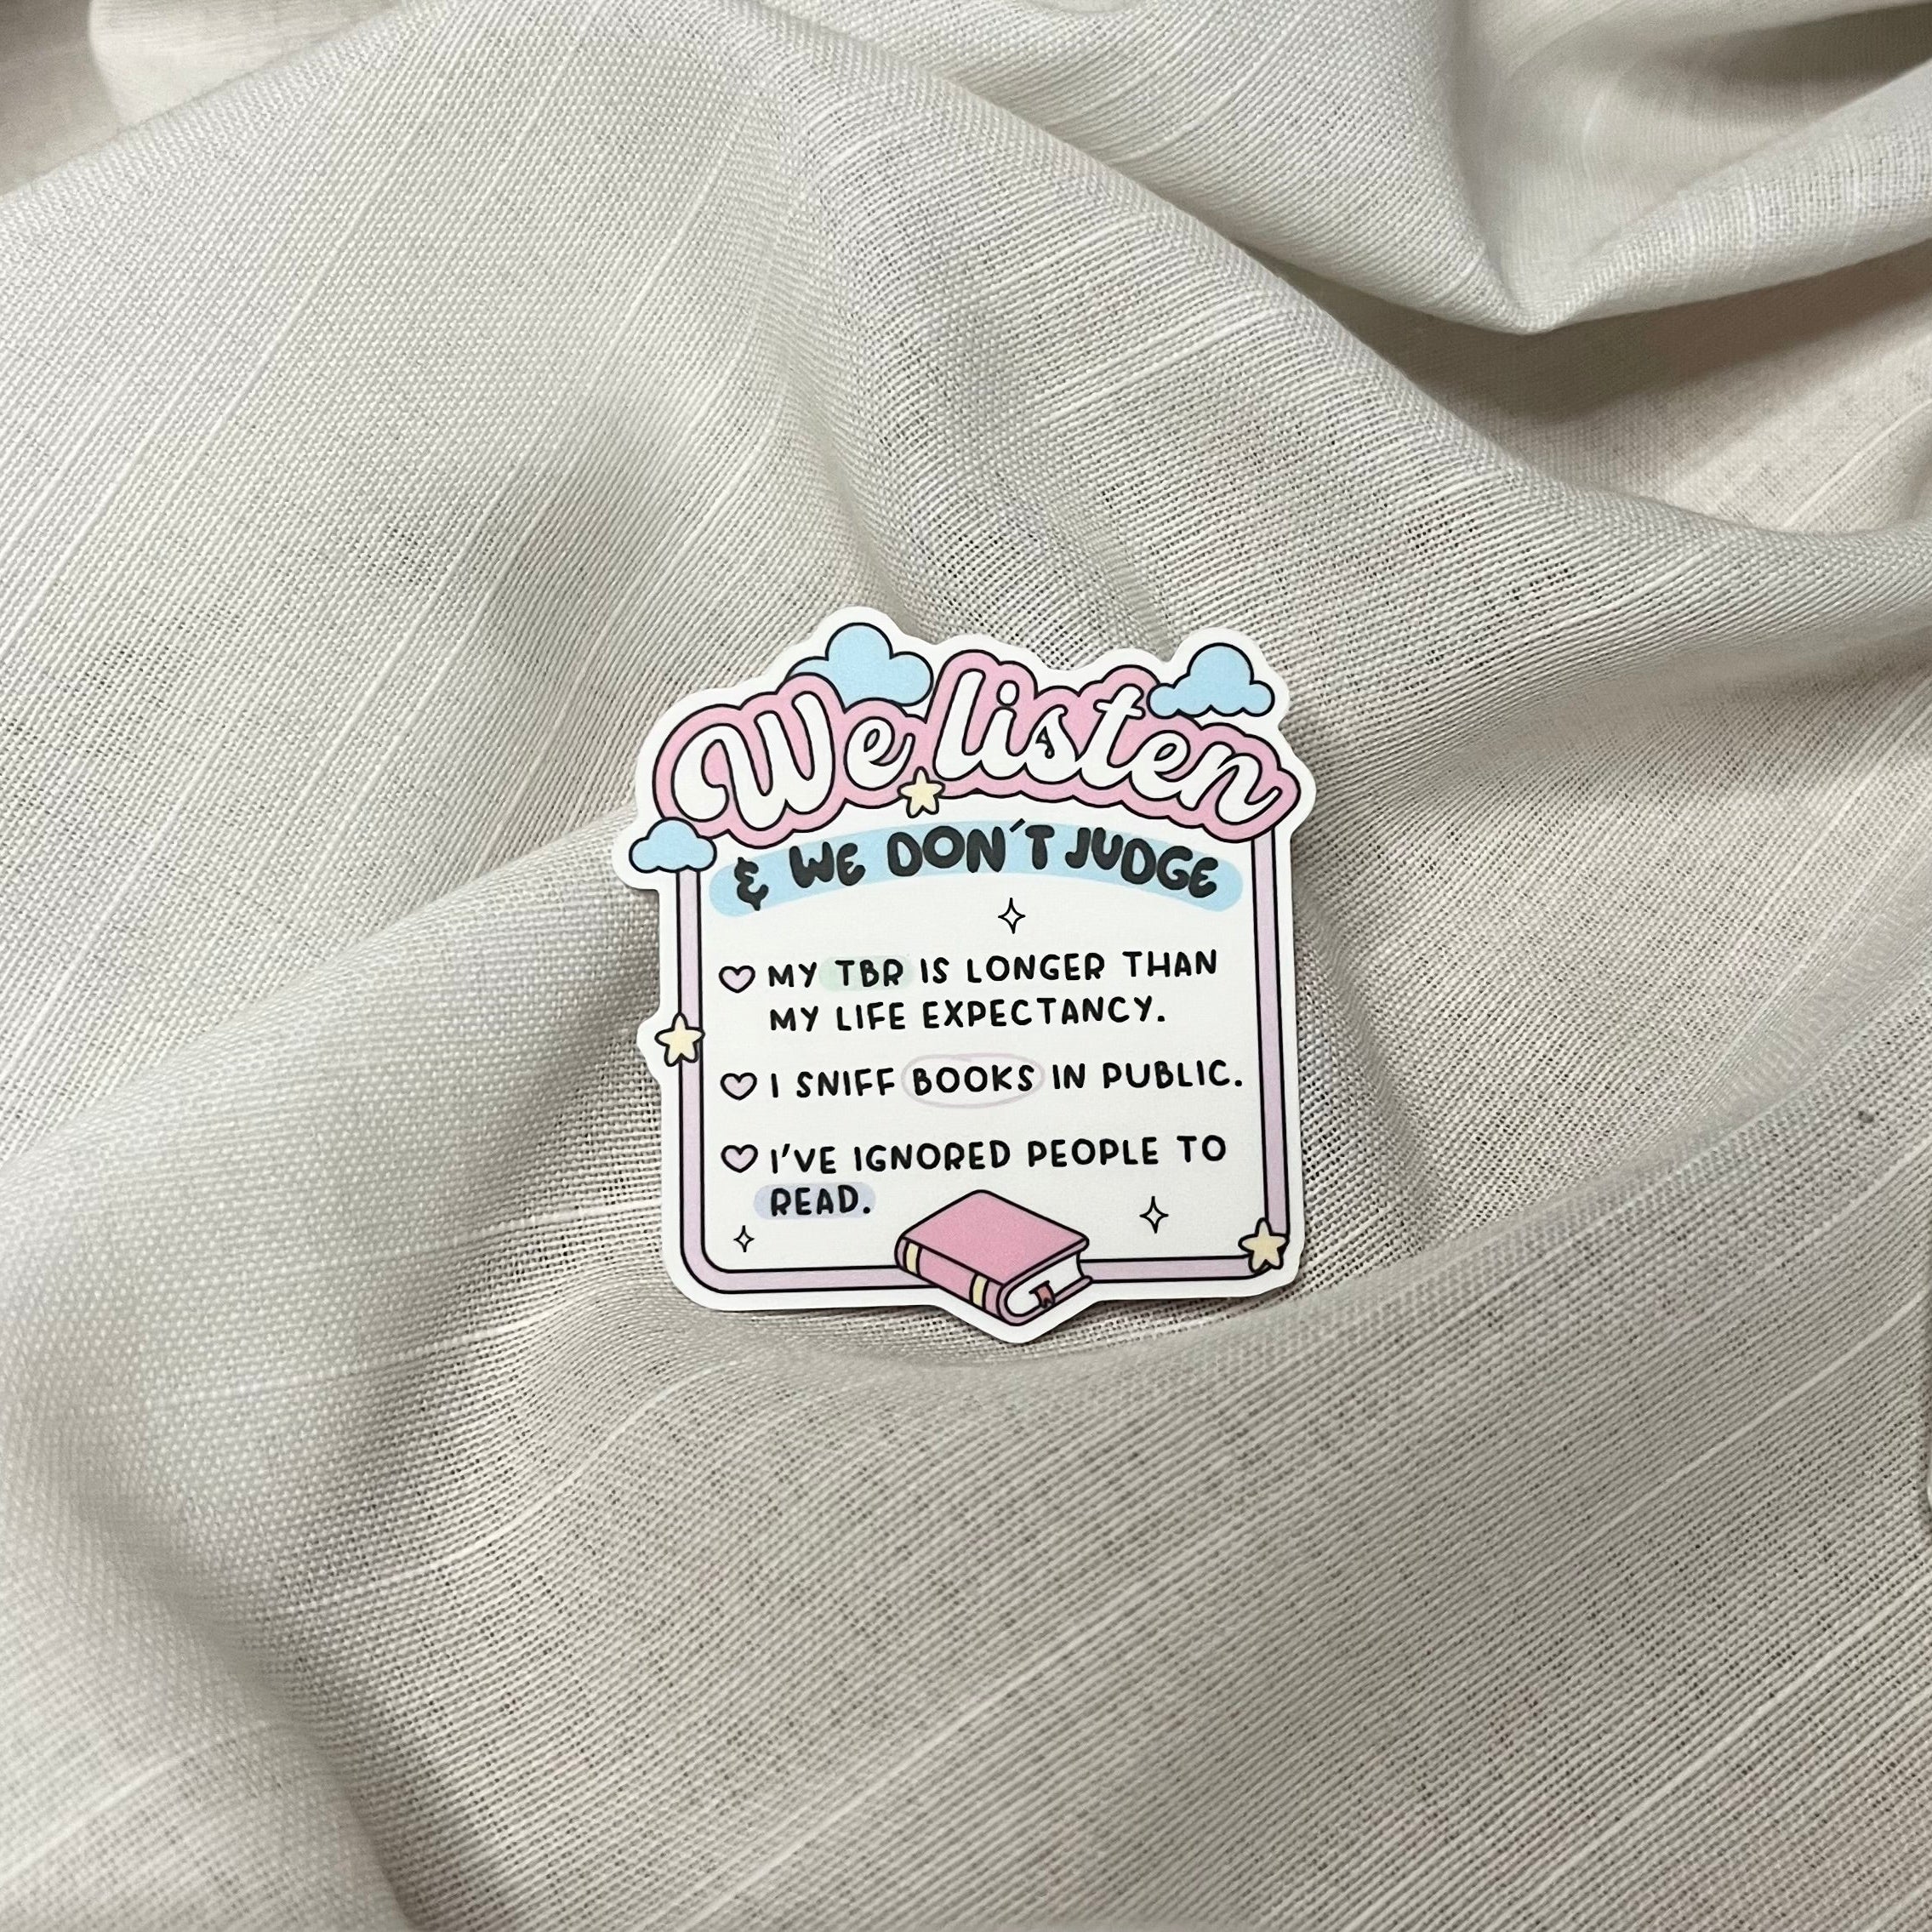 We listen
& WE DON'T JUDGE
MY TBR IS LONGER THAN
MY LIFE EXPECTANCY.
I SNIFF BOOKS IN PUBLIC.
I'VE IGNORED PEOPLE TO
READ.